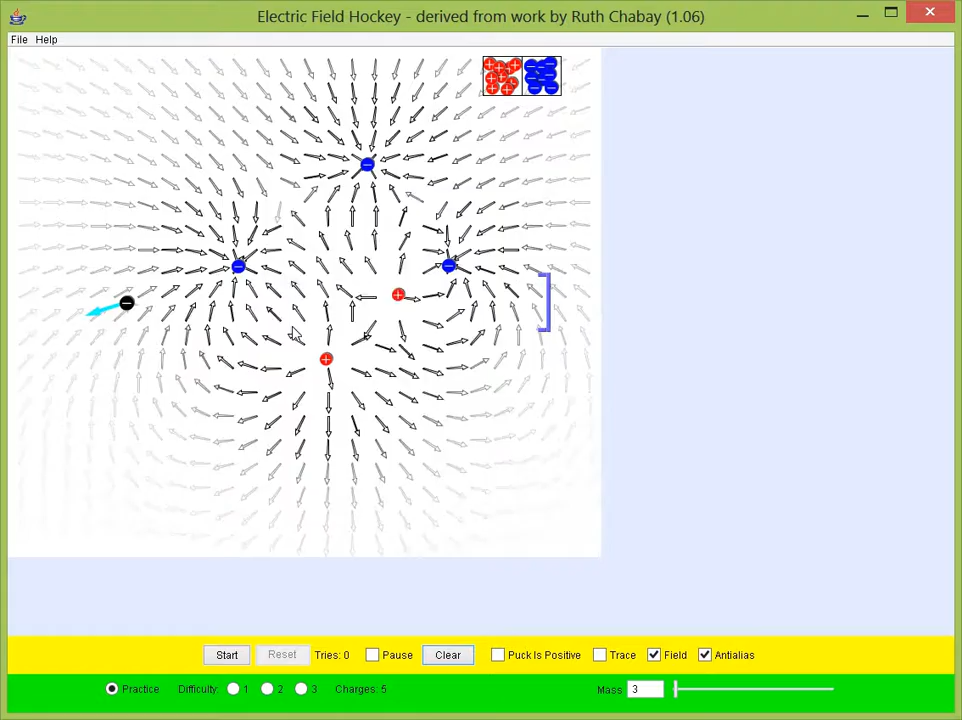 Electric Field Hockey - derived from work by Ruth Chabay (1.06)
File Help
Start Reset Tries: 0 Pause Clear Puck Is Positive Trace Field Antialias
Practice Difficulty: 1 2 3 Charges: 5 Mass 3